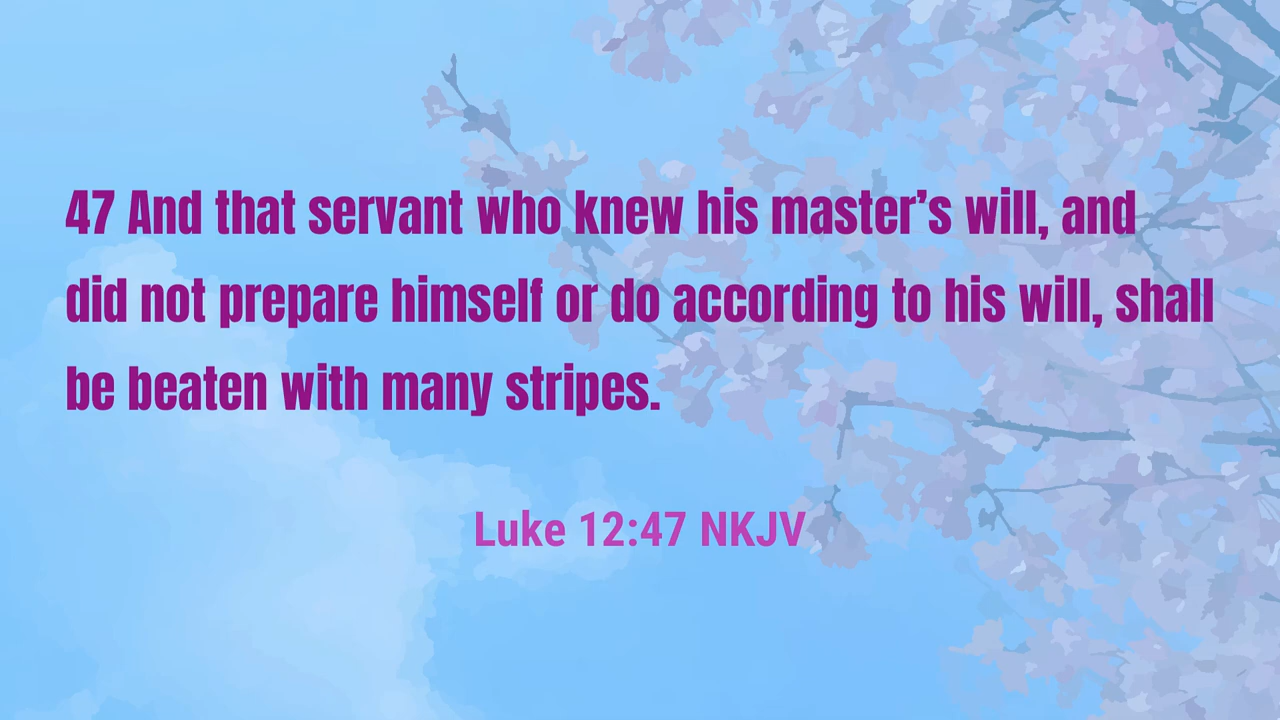 47 And that servant who knew his master’s will, and
did not prepare himself or do according to his will, shall
be beaten with many stripes.
Luke 12:47 NKJV